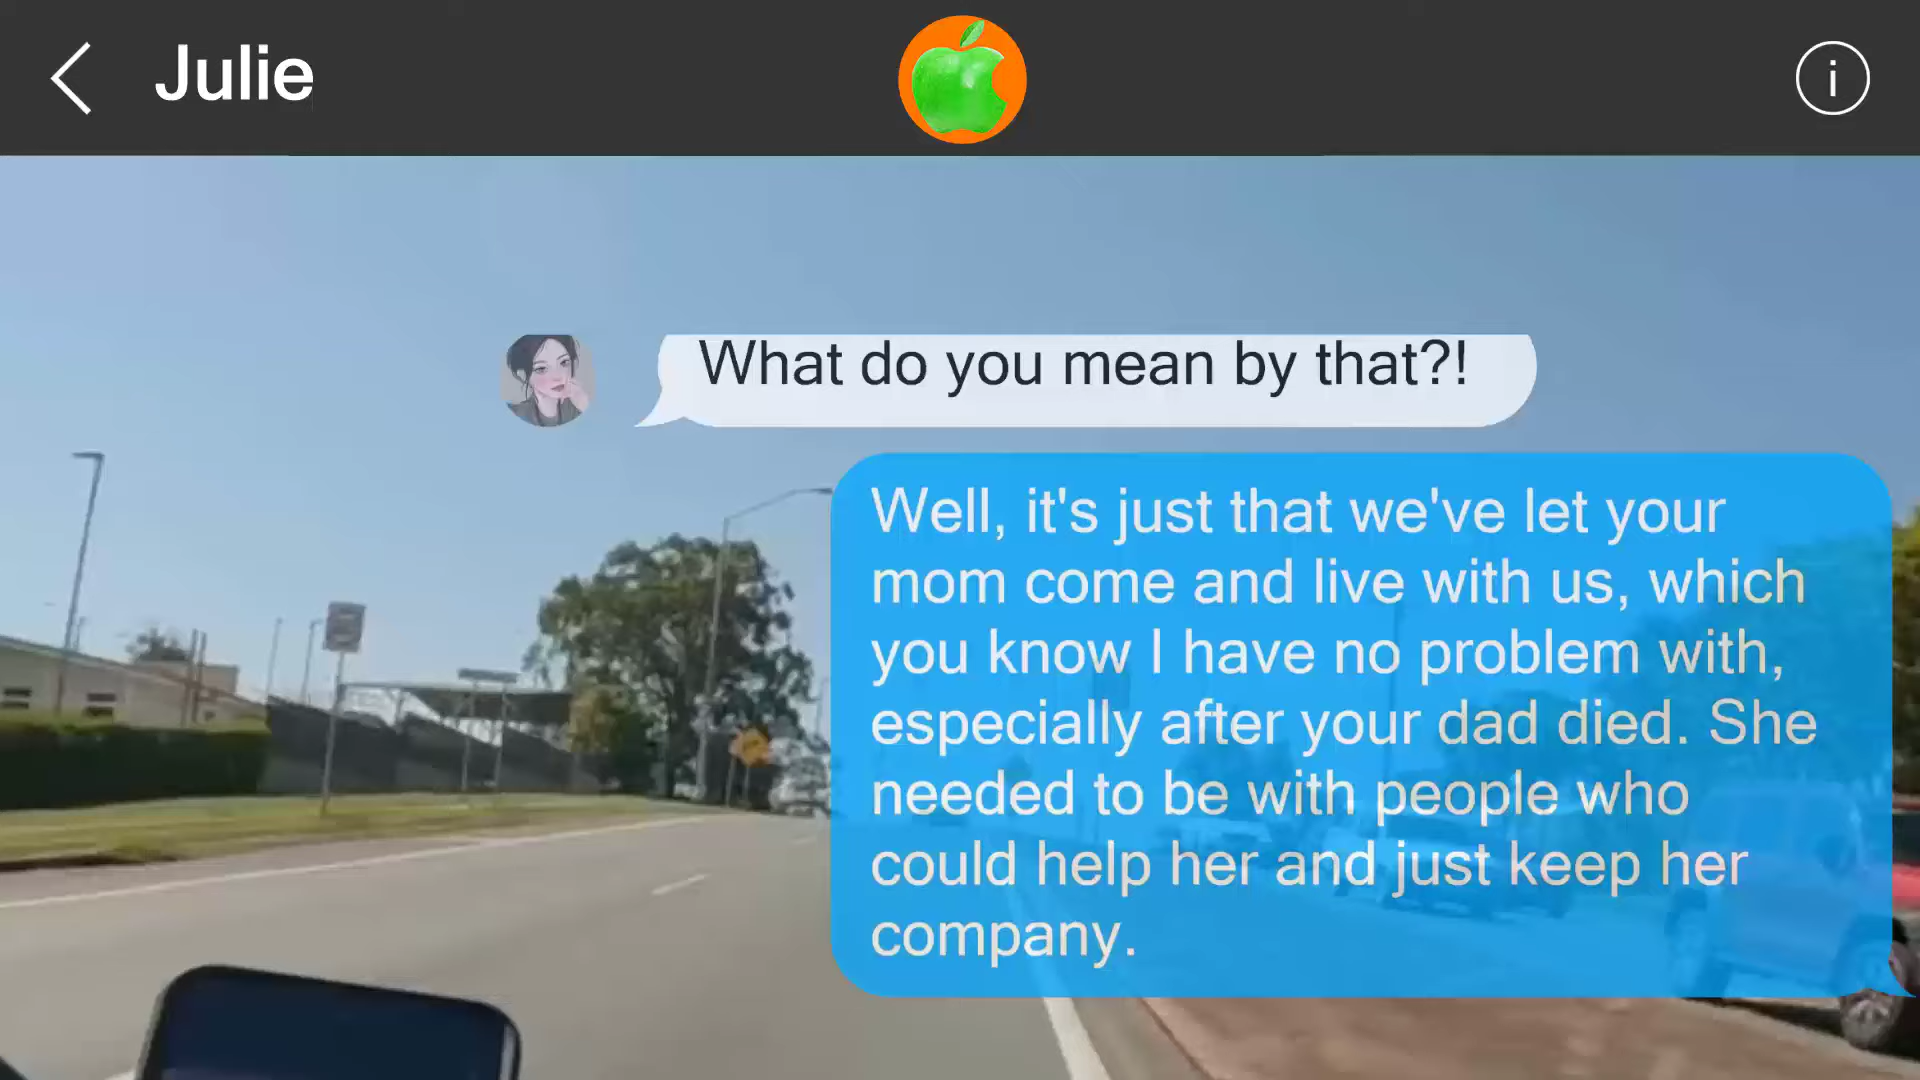 Julie
i
What do you mean by that?!
Well, it's just that we've let your
mom come and live with us, which
you know I have no problem with,
especially after your dad died. She
needed to be with people who
could help her and just keep her
company.